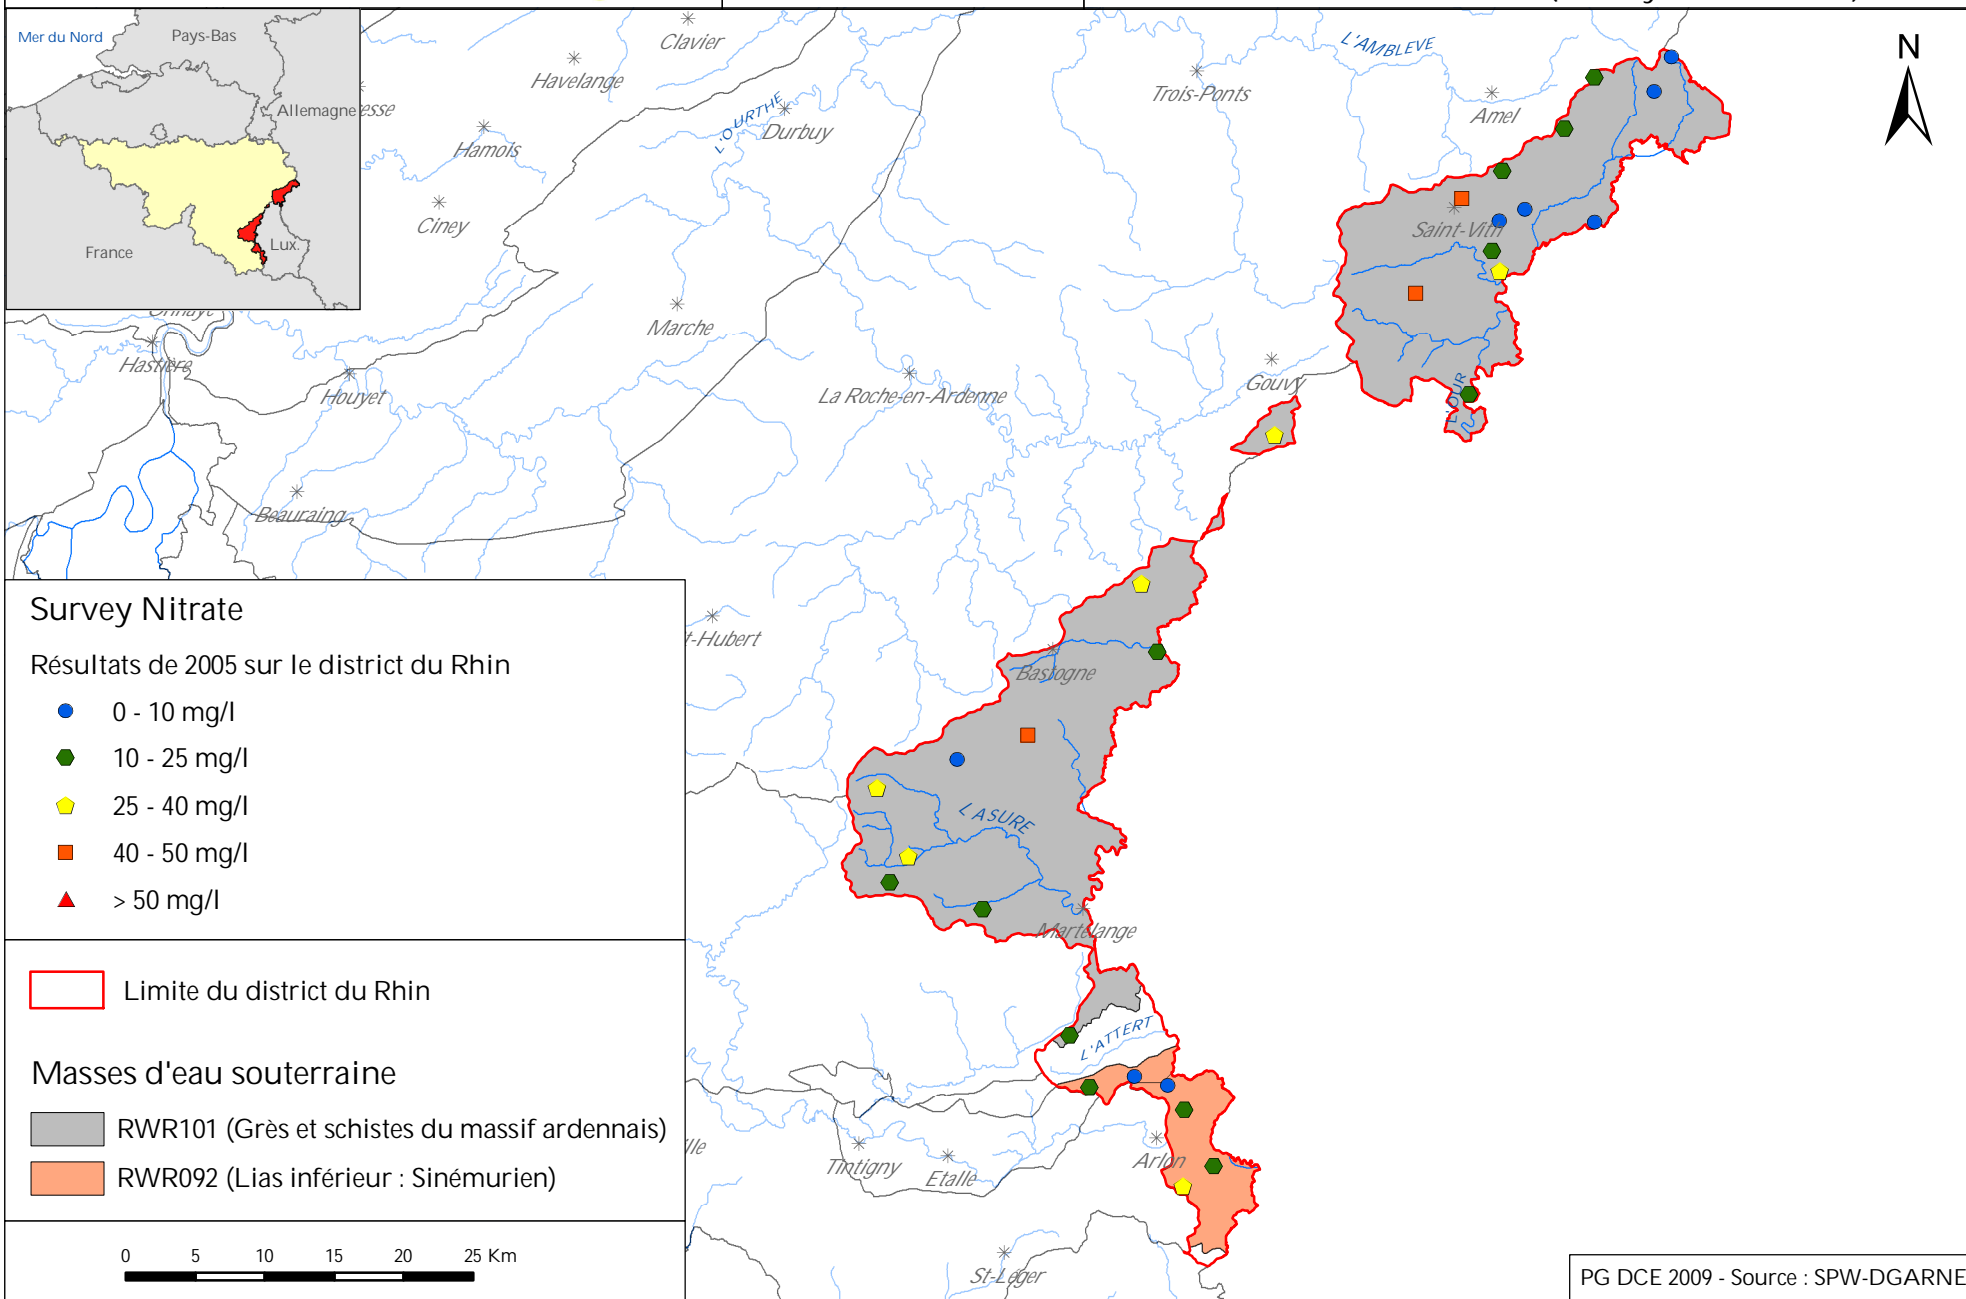 Mer du Nord
Pays-Bas
Allemagne
France
Lux.
esse
Clavier
Havelange
L'AMBLEVE
Trois-Ponts
Amel
N
L'OURTHE
Durbuy
Hamois
Ciney
Saint-Vith
Marche
Hastière
Houyet
La Roche-en-Ardenne
Gouvy
L'OUR
Beauraing
t-Hubert
Bastogne
L'ASURE
Martelange
L'ATTERT
Tintigny
Etalle
Arlon
St-Léger
Survey Nitrate
Résultats de 2005 sur le district du Rhin
0 - 10 mg/l
10 - 25 mg/l
25 - 40 mg/l
40 - 50 mg/l
> 50 mg/l
Limite du district du Rhin
Masses d'eau souterraine
RWR101 (Grès et schistes du massif ardennais)
RWR092 (Lias inférieur : Sinémurien)
0 5 10 15 20 25 Km
PG DCE 2009 - Source : SPW-DGARNE